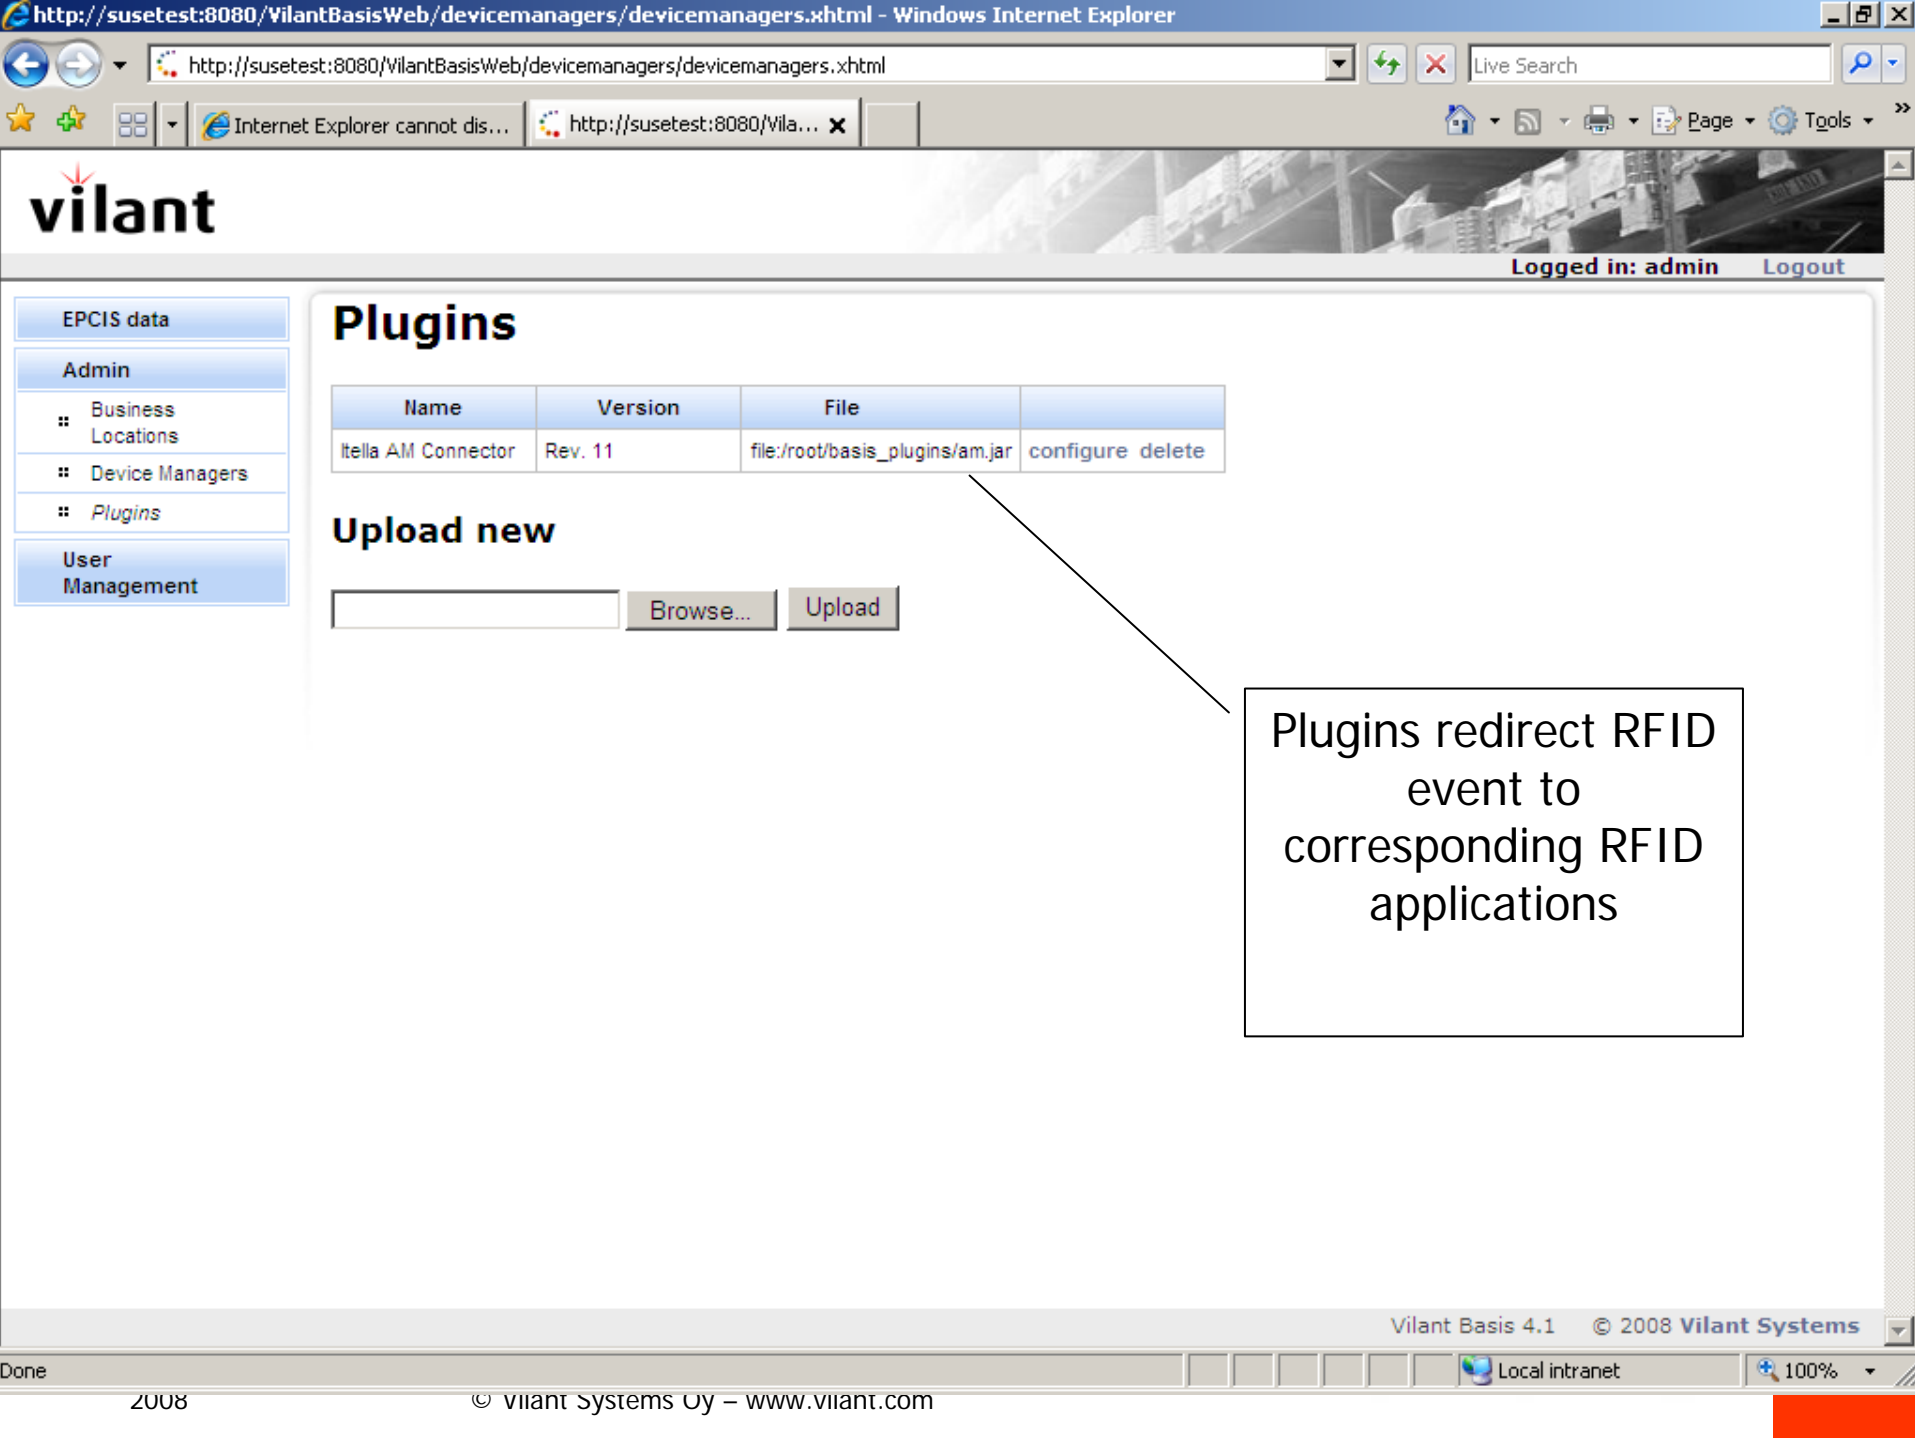 http://susetest:8080/VilantBasisWeb/devicemanagers/devicemanagers.xhtml - Windows Internet Explorer
http://susetest:8080/VilantBasisWeb/devicemanagers/devicemanagers.xhtml
Live Search
Internet Explorer cannot dis...
http://susetest:8080/Vila...
Page
Tools
»
vilant
Logged in: admin Logout
EPCIS data
Admin
Business
Locations
Device Managers
Plugins
User
Management
Plugins
Name Version File
Itella AM Connector Rev. 11 file:/root/basis_plugins/am.jar configure delete
Upload new
Browse... Upload
Plugins redirect RFID
event to
corresponding RFID
applications
Vilant Basis 4.1 © 2008 Vilant Systems
Done Local intranet 100%
2008 © Vilant Systems Oy – www.vilant.com